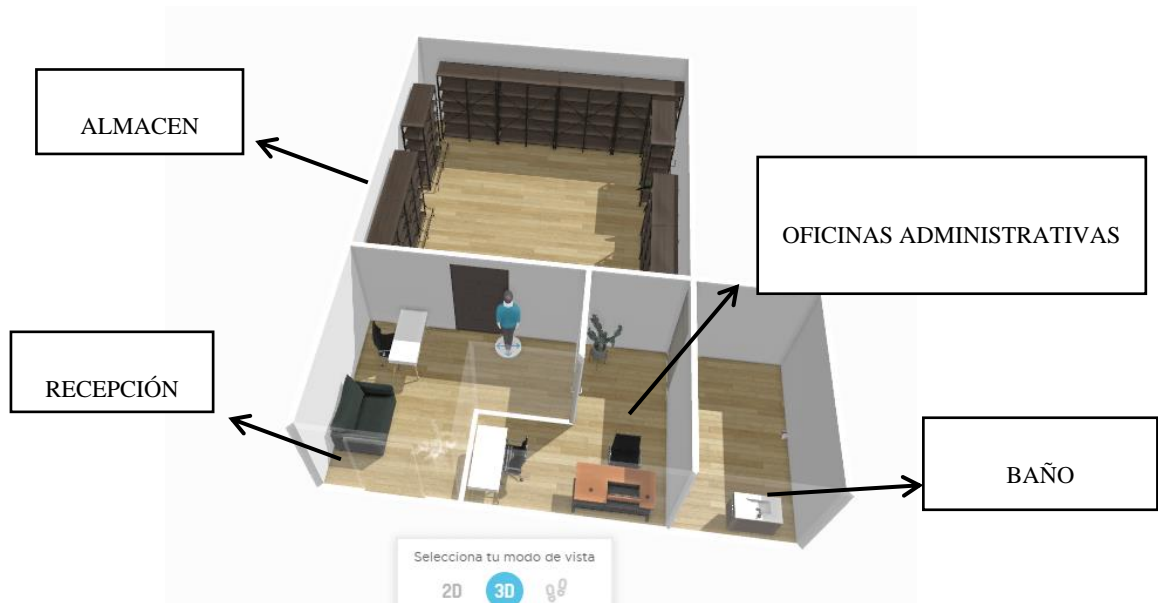 ALMACEN
OFICINAS ADMINISTRATIVAS
RECEPCIÓN
BAÑO
Selecciona tu modo de vista
2D 3D